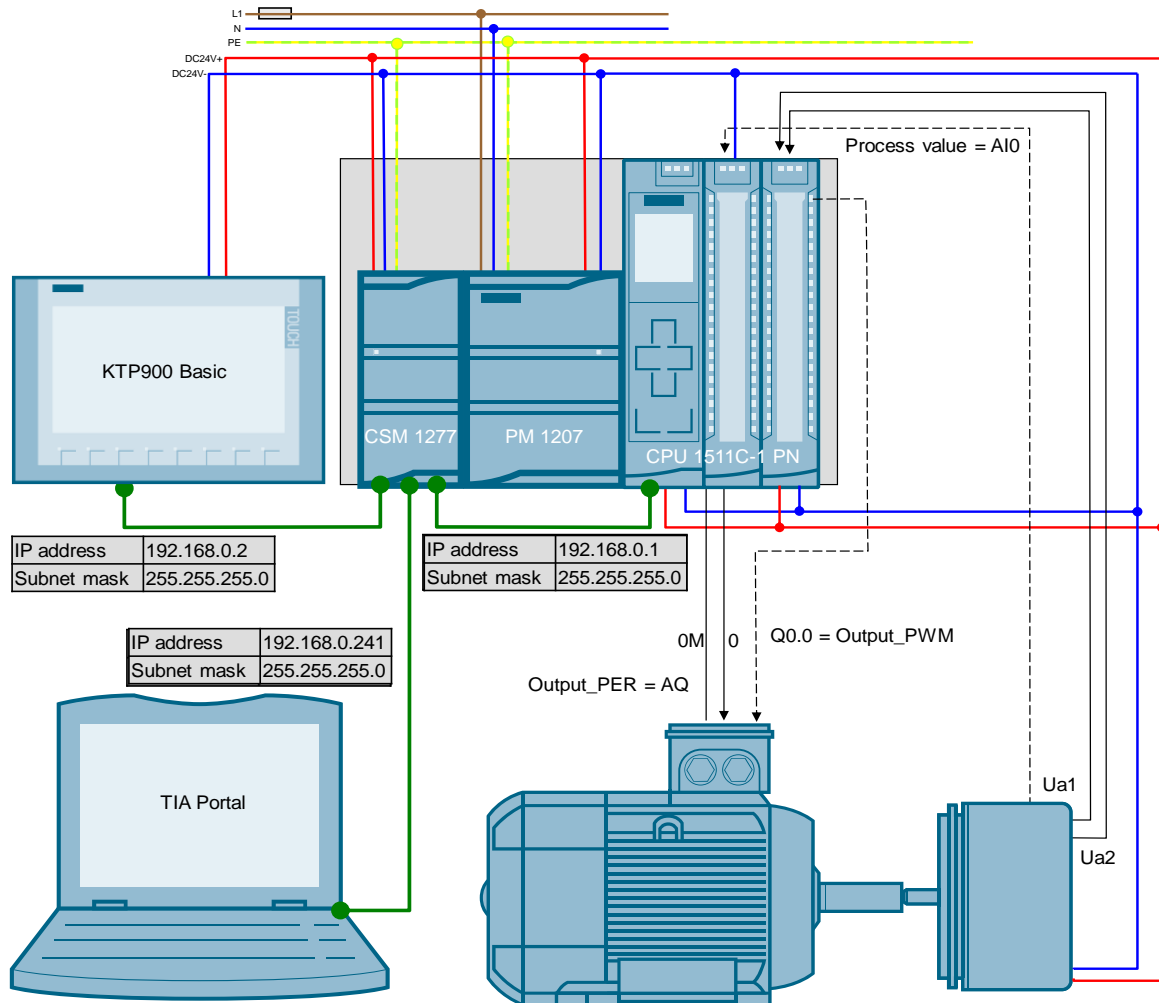 L1
N
PE
DC24V+
DC24V-
Process value = AI0
TOUCH
KTP900 Basic
CSM 1277
PM 1207
CPU 1511C-1 PN
IP address 192.168.0.2
Subnet mask 255.255.255.0
IP address 192.168.0.1
Subnet mask 255.255.255.0
IP address 192.168.0.241
Subnet mask 255.255.255.0
0M 0 Q0.0 = Output_PWM
Output_PER = AQ
TIA Portal
Ua1
Ua2